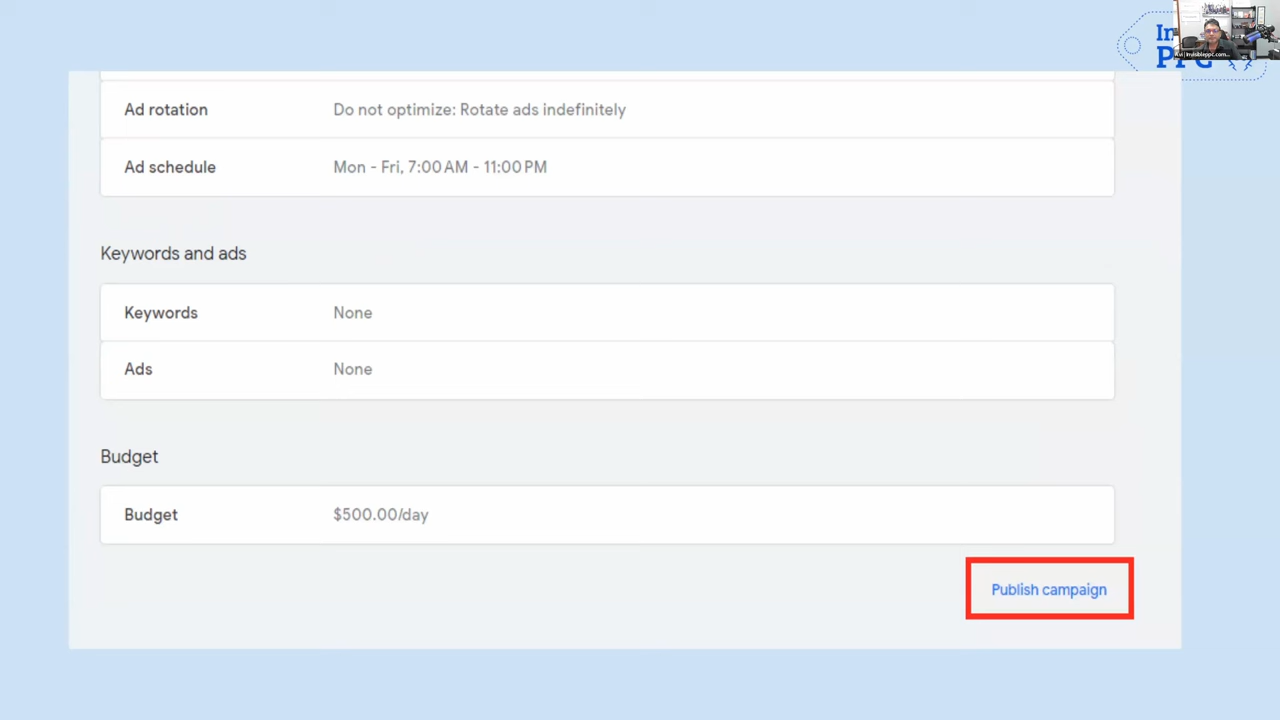 Ad rotation Do not optimize: Rotate ads indefinitely
Ad schedule Mon - Fri, 7:00 AM - 11:00 PM
Keywords and ads
Keywords None
Ads None
Budget
Budget $500.00/day
Publish campaign